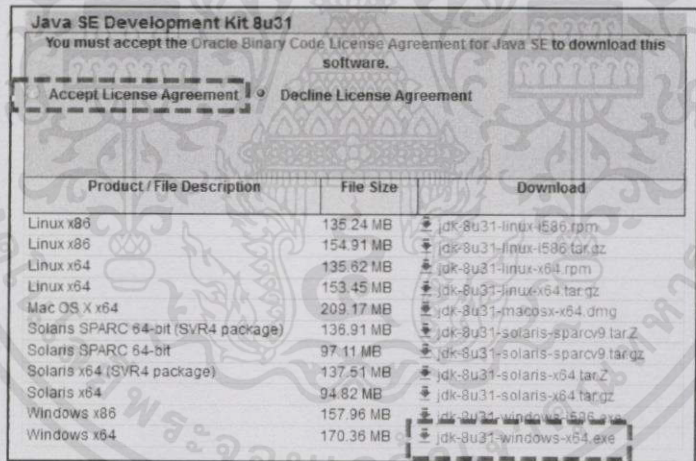 Java SE Development Kit 8u31
You must accept the Oracle Binary Code License Agreement for Java SE to download this
software.
Accept License Agreement Decline License Agreement
Product / File Description File Size Download
Linux x86 135.24 MB jdk-8u31-linux-i586.rpm
Linux x86 154.91 MB jdk-8u31-linux-i586.tar.gz
Linux x64 135.62 MB jdk-8u31-linux-x64.rpm
Linux x64 153.45 MB jdk-8u31-linux-x64.tar.gz
Mac OS X x64 209.17 MB jdk-8u31-macosx-x64.dmg
Solaris SPARC 64-bit (SVR4 package) 136.91 MB jdk-8u31-solaris-sparcv9.tar.Z
Solaris SPARC 64-bit 97.11 MB jdk-8u31-solaris-sparcv9.tar.gz
Solaris x64 (SVR4 package) 137.51 MB jdk-8u31-solaris-x64.tar.Z
Solaris x64 94.82 MB jdk-8u31-solaris-x64.tar.gz
Windows x86 157.96 MB jdk-8u31-windows-i586.exe
Windows x64 170.36 MB jdk-8u31-windows-x64.exe